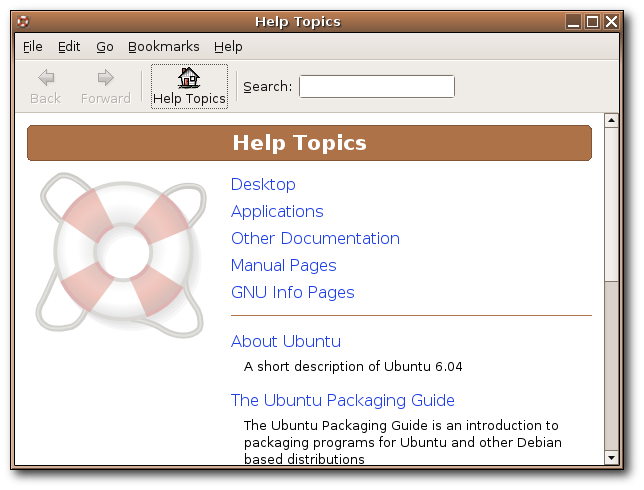 Help Topics
File Edit Go Bookmarks Help
Back Forward Help Topics Search:
Help Topics
Desktop
Applications
Other Documentation
Manual Pages
GNU Info Pages
About Ubuntu
A short description of Ubuntu 6.04
The Ubuntu Packaging Guide
The Ubuntu Packaging Guide is an introduction to
packaging programs for Ubuntu and other Debian
based distributions